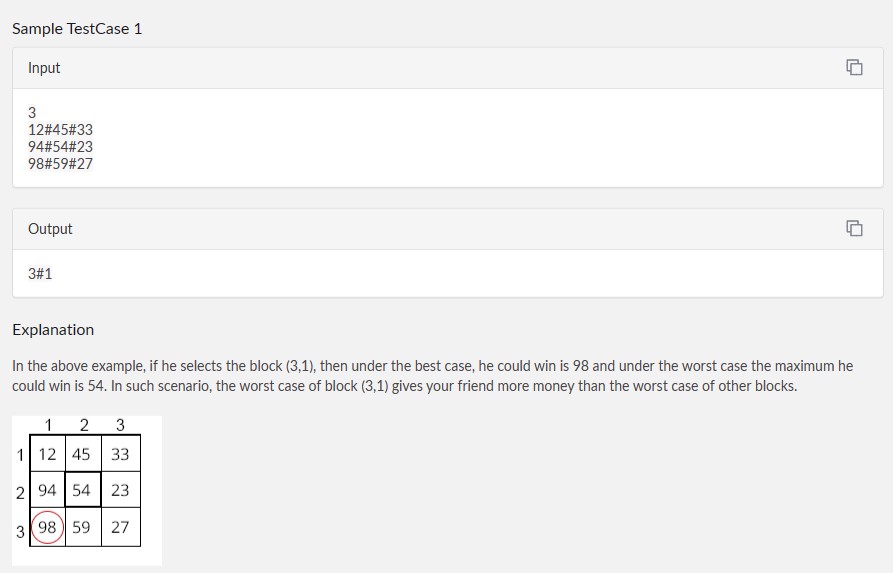 Sample TestCase 1
Input
3
12#45#33
94#54#23
98#59#27
Output
3#1
Explanation
In the above example, if he selects the block (3,1), then under the best case, he could win is 98 and under the worst case the maximum he
could win is 54. In such scenario, the worst case of block (3,1) gives your friend more money than the worst case of other blocks.
1 2 3
1 12 45 33
2 94 54 23
3 98 59 27